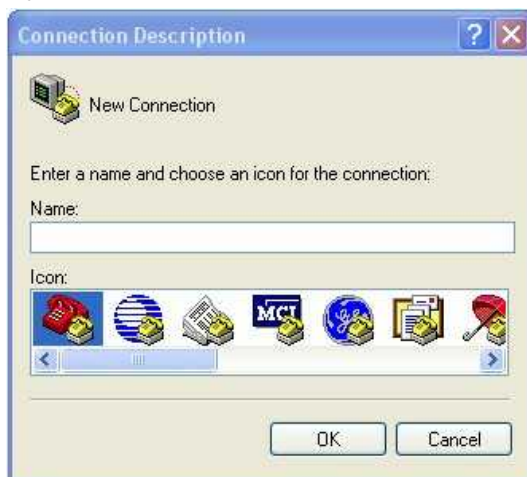 Connection Description
New Connection
Enter a name and choose an icon for the connection:
Name:
Icon:
MCI
OK
Cancel